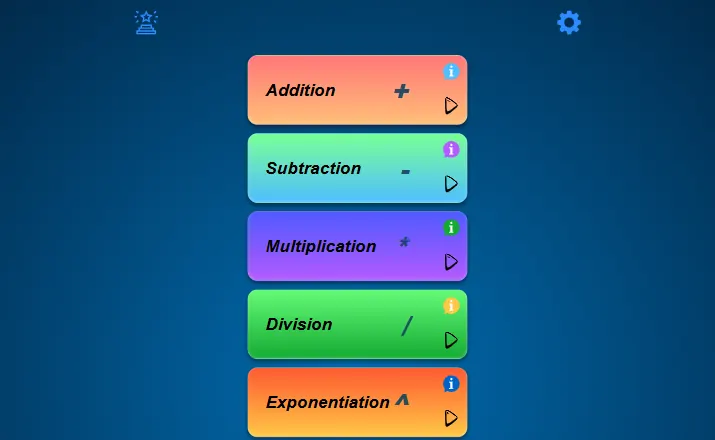 Addition +
Subtraction -
Multiplication *
Division /
Exponentiation ^